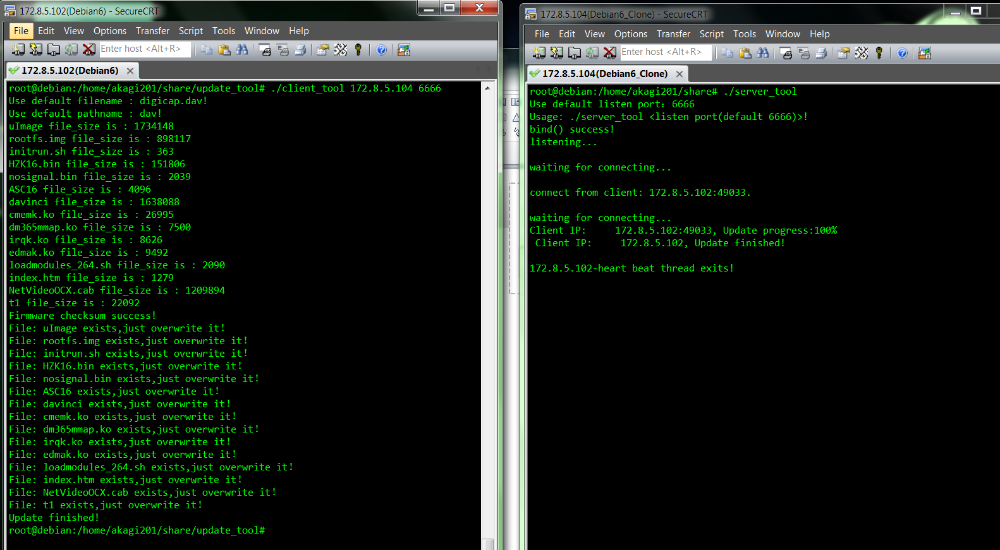 172.8.5.102(Debian6) - SecureCRT
File Edit View Options Transfer Script Tools Window Help
Enter host <Alt+R>
172.8.5.102(Debian6)
root@debian:/home/akagi201/share/update_tool# ./client_tool 172.8.5.104 6666
Use default filename : digicap.dav!
Use default pathname : dav!
uImage file_size is : 1734148
rootfs.img file_size is : 898117
initrun.sh file_size is : 363
HZK16.bin file_size is : 151806
nosignal.bin file_size is : 2039
ASC16 file_size is : 4096
davinci file_size is : 1638088
cmemk.ko file_size is : 26995
dm365mmap.ko file_size is : 7500
irqk.ko file_size is : 8626
edmak.ko file_size is : 9492
loadmodules_264.sh file_size is : 2090
index.htm file_size is : 1279
NetVideoOCX.cab file_size is : 1209894
t1 file_size is : 22092
Firmware checksum success!
File: uImage exists,just overwrite it!
File: rootfs.img exists,just overwrite it!
File: initrun.sh exists,just overwrite it!
File: HZK16.bin exists,just overwrite it!
File: nosignal.bin exists,just overwrite it!
File: ASC16 exists,just overwrite it!
File: davinci exists,just overwrite it!
File: cmemk.ko exists,just overwrite it!
File: dm365mmap.ko exists,just overwrite it!
File: irqk.ko exists,just overwrite it!
File: edmak.ko exists,just overwrite it!
File: loadmodules_264.sh exists,just overwrite it!
File: index.htm exists,just overwrite it!
File: NetVideoOCX.cab exists,just overwrite it!
File: t1 exists,just overwrite it!
Update finished!
root@debian:/home/akagi201/share/update_tool#
172.8.5.104(Debian6_Clone) - SecureCRT
File Edit View Options Transfer Script Tools Window Help
Enter host <Alt+R>
172.8.5.104(Debian6_Clone)
root@debian:/home/akagi201/share# ./server_tool
Use default listen port: 6666
Usage: ./server_tool <listen port(default 6666)>!
bind() success!
listening...
waiting for connecting...
connect from client: 172.8.5.102:49033.
waiting for connecting...
Client IP:     172.8.5.102:49033, Update progress:100%
Client IP:     172.8.5.102, Update finished!
172.8.5.102-heart beat thread exits!